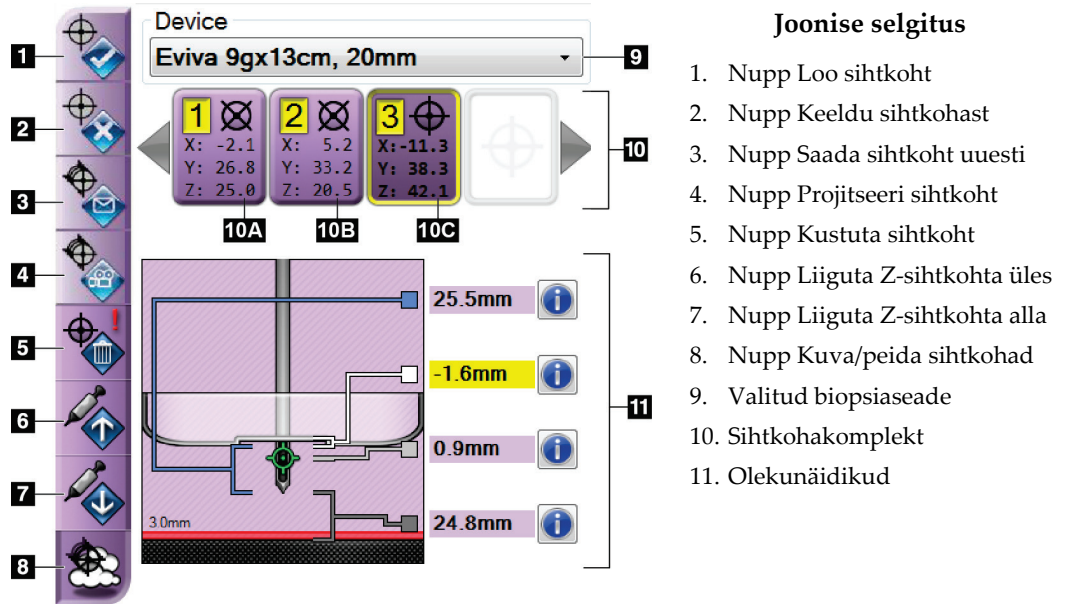 Device
Eviva 9gx13cm, 20mm
1
2
3
4
5
6
7
8
9
10
11
1
X: -2.1
Y: 26.8
Z: 25.0
2
X: 5.2
Y: 33.2
Z: 20.5
3
X:-11.3
Y: 38.3
Z: 42.1
10A
10B
10C
!
25.5mm
-1.6mm
0.9mm
24.8mm
i
i
i
i
3.0mm
Joonise selgitus
1. Nupp Loo sihtkoht
2. Nupp Keeldu sihtkohast
3. Nupp Saada sihtkoht uuesti
4. Nupp Projitseeri sihtkoht
5. Nupp Kustuta sihtkoht
6. Nupp Liiguta Z-sihtkohta üles
7. Nupp Liiguta Z-sihtkohta alla
8. Nupp Kuva/peida sihtkohad
9. Valitud biopsiaseade
10. Sihtkohakomplekt
11. Olekunäidikud